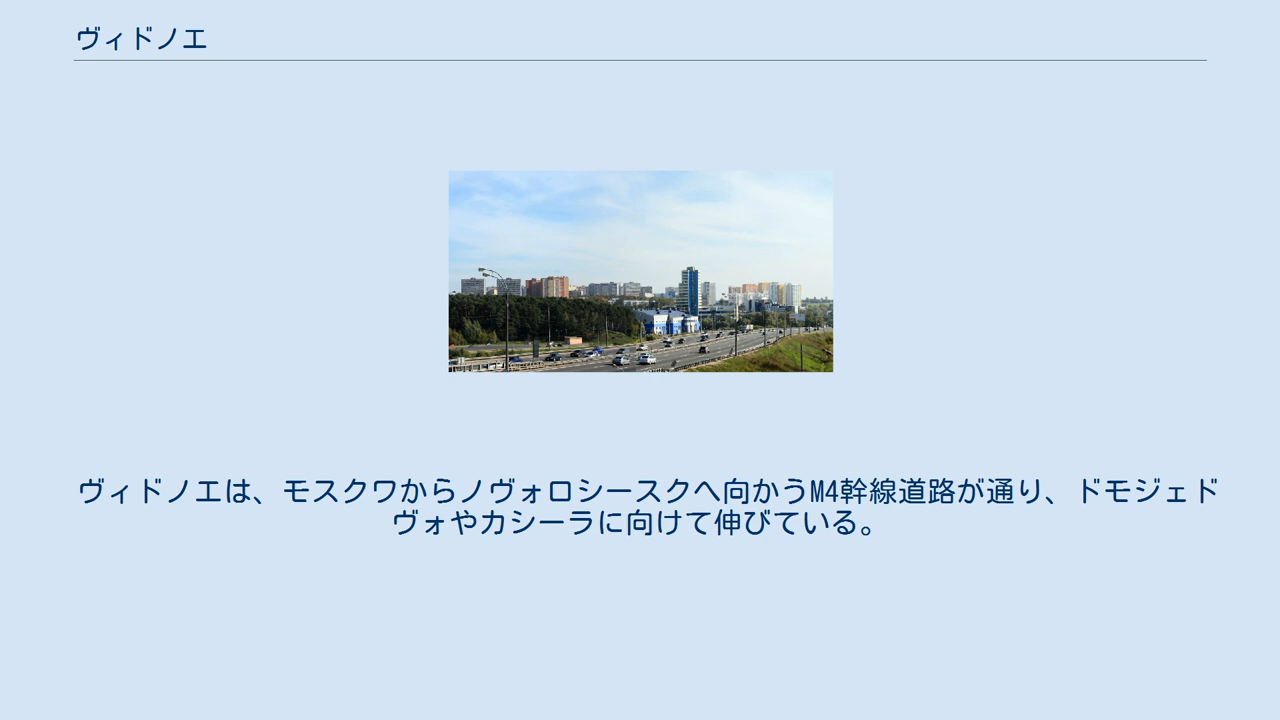 ヴィドノエ
ヴィドノエは、モスクワからノヴォロシースクへ向かうM4幹線道路が通り、ドモジェド
ヴォやカシーラに向けて伸びている。